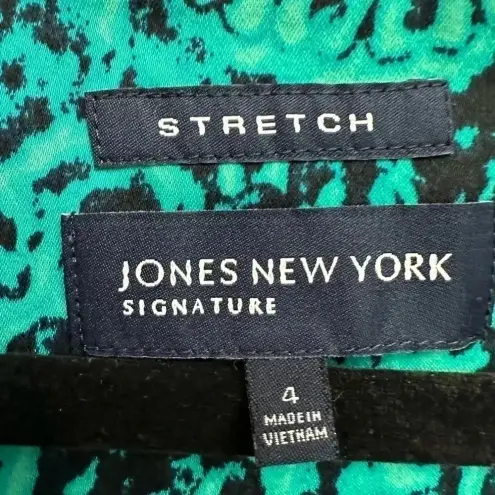 STRETCH
JONES NEW YORK
SIGNATURE
4
MADE IN
VIETNAM